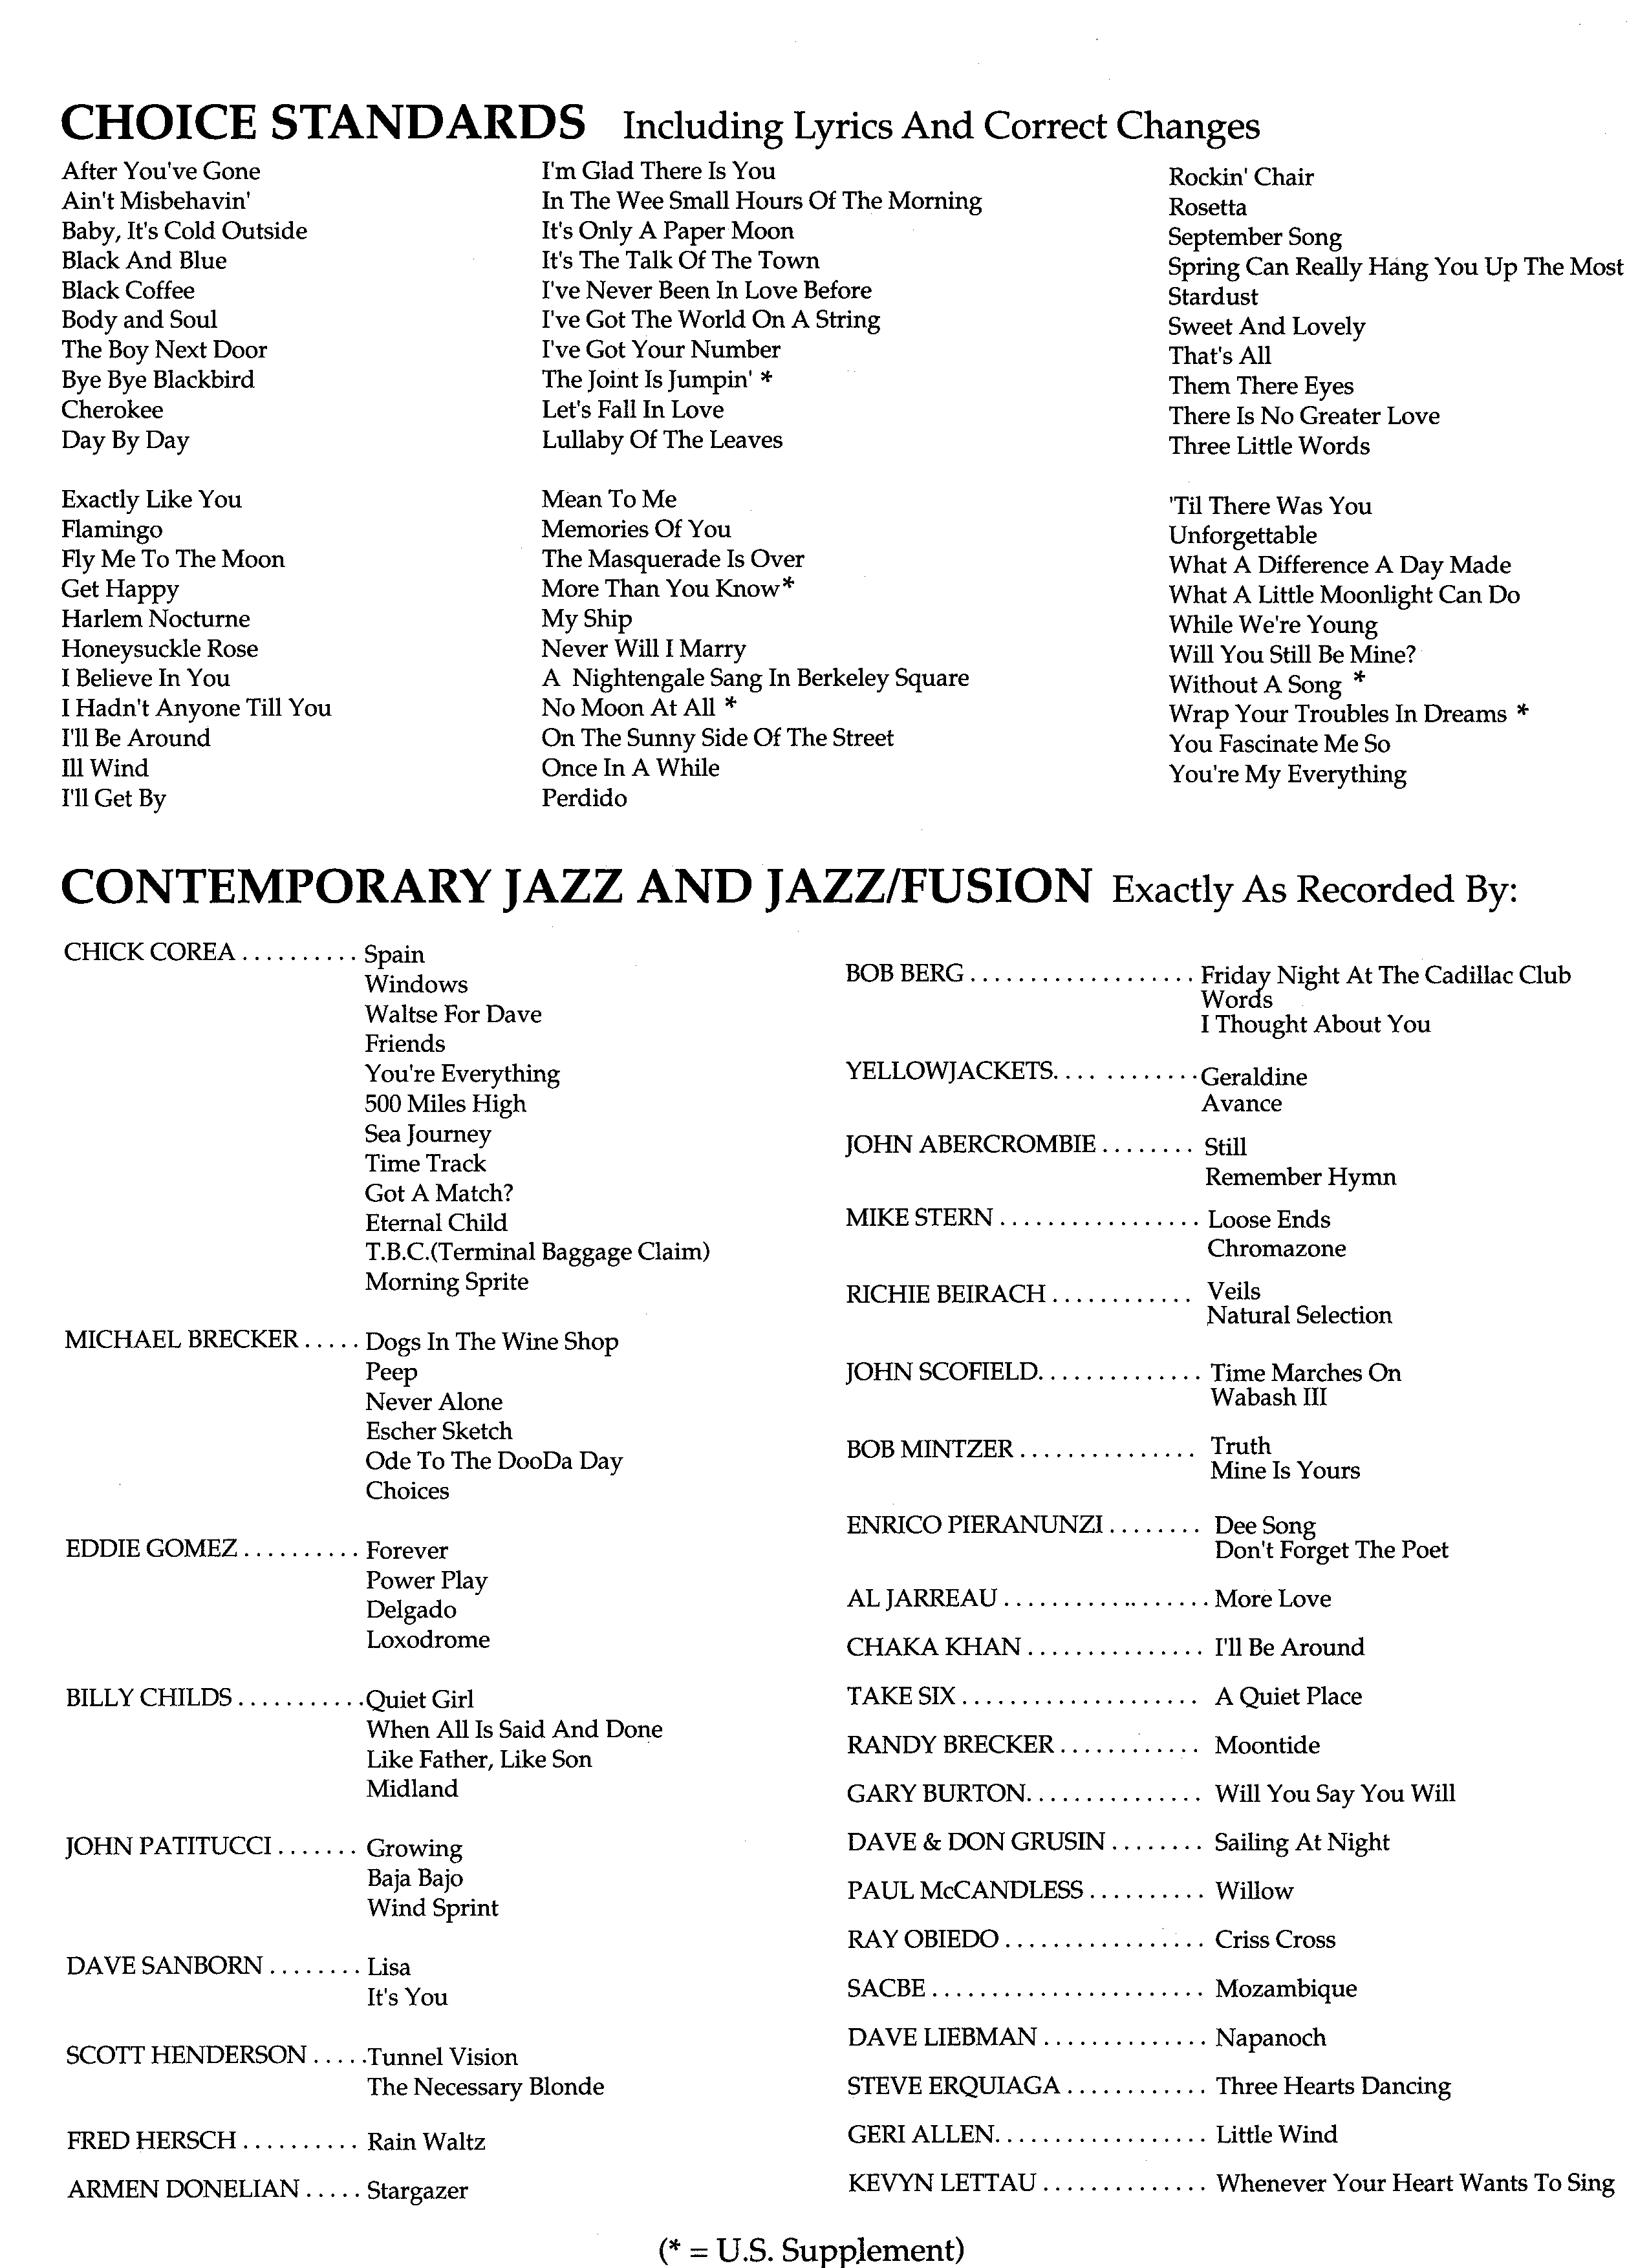 CHOICE STANDARDS Including Lyrics And Correct Changes
After You've Gone
Ain't Misbehavin'
Baby, It's Cold Outside
Black And Blue
Black Coffee
Body and Soul
The Boy Next Door
Bye Bye Blackbird
Cherokee
Day By Day
Exactly Like You
Flamingo
Fly Me To The Moon
Get Happy
Harlem Nocturne
Honeysuckle Rose
I Believe In You
I Hadn't Anyone Till You
I'll Be Around
Ill Wind
I'll Get By
I'm Glad There Is You
In The Wee Small Hours Of The Morning
It's Only A Paper Moon
It's The Talk Of The Town
I've Never Been In Love Before
I've Got The World On A String
I've Got Your Number
The Joint Is Jumpin' *
Let's Fall In Love
Lullaby Of The Leaves
Mean To Me
Memories Of You
The Masquerade Is Over
More Than You Know*
My Ship
Never Will I Marry
A Nightengale Sang In Berkeley Square
No Moon At All *
On The Sunny Side Of The Street
Once In A While
Perdido
Rockin' Chair
Rosetta
September Song
Spring Can Really Hang You Up The Most
Stardust
Sweet And Lovely
That's All
Them There Eyes
There Is No Greater Love
Three Little Words
'Til There Was You
Unforgettable
What A Difference A Day Made
What A Little Moonlight Can Do
While We're Young
Will You Still Be Mine?
Without A Song *
Wrap Your Troubles In Dreams *
You Fascinate Me So
You're My Everything
CONTEMPORARY JAZZ AND JAZZ/FUSION Exactly As Recorded By:
CHICK COREA . . . . . . . . . . Spain
Windows
Waltse For Dave
Friends
You're Everything
500 Miles High
Sea Journey
Time Track
Got A Match?
Eternal Child
T.B.C.(Terminal Baggage Claim)
Morning Sprite
MICHAEL BRECKER . . . . . Dogs In The Wine Shop
Peep
Never Alone
Escher Sketch
Ode To The DooDa Day
Choices
EDDIE GOMEZ . . . . . . . . . . Forever
Power Play
Delgado
Loxodrome
BILLY CHILDS . . . . . . . . . . .Quiet Girl
When All Is Said And Done
Like Father, Like Son
Midland
JOHN PATITUCCI . . . . . . . Growing
Baja Bajo
Wind Sprint
DAVE SANBORN . . . . . . . . Lisa
It's You
SCOTT HENDERSON . . . . .Tunnel Vision
The Necessary Blonde
FRED HERSCH . . . . . . . . . . Rain Waltz
ARMEN DONELIAN . . . . . Stargazer
BOB BERG . . . . . . . . . . . . . . . . . . . Friday Night At The Cadillac Club
Words
I Thought About You
YELLOWJACKETS. . . . . . . . . . . .Geraldine
Avance
JOHN ABERCROMBIE . . . . . . . . Still
Remember Hymn
MIKE STERN . . . . . . . . . . . . . . . . . Loose Ends
Chromazone
RICHIE BEIRACH . . . . . . . . . . . . Veils
Natural Selection
JOHN SCOFIELD. . . . . . . . . . . . . . Time Marches On
Wabash III
BOB MINTZER . . . . . . . . . . . . . . . Truth
Mine Is Yours
ENRICO PIERANUNZI . . . . . . . . Dee Song
Don't Forget The Poet
AL JARREAU . . . . . . . . . . . . . . . . . . More Love
CHAKA KHAN . . . . . . . . . . . . . . . I'll Be Around
TAKE SIX . . . . . . . . . . . . . . . . . . . . A Quiet Place
RANDY BRECKER . . . . . . . . . . . . Moontide
GARY BURTON. . . . . . . . . . . . . . . Will You Say You Will
DAVE & DON GRUSIN . . . . . . . . Sailing At Night
PAUL McCANDLESS . . . . . . . . . . Willow
RAY OBIEDO . . . . . . . . . . . . . . . . . Criss Cross
SACBE . . . . . . . . . . . . . . . . . . . . . . . Mozambique
DAVE LIEBMAN . . . . . . . . . . . . . . Napanoch
STEVE ERQUIAGA . . . . . . . . . . . . Three Hearts Dancing
GERI ALLEN. . . . . . . . . . . . . . . . . . Little Wind
KEVYN LETTAU . . . . . . . . . . . . . . Whenever Your Heart Wants To Sing
(* = U.S. Supplement)